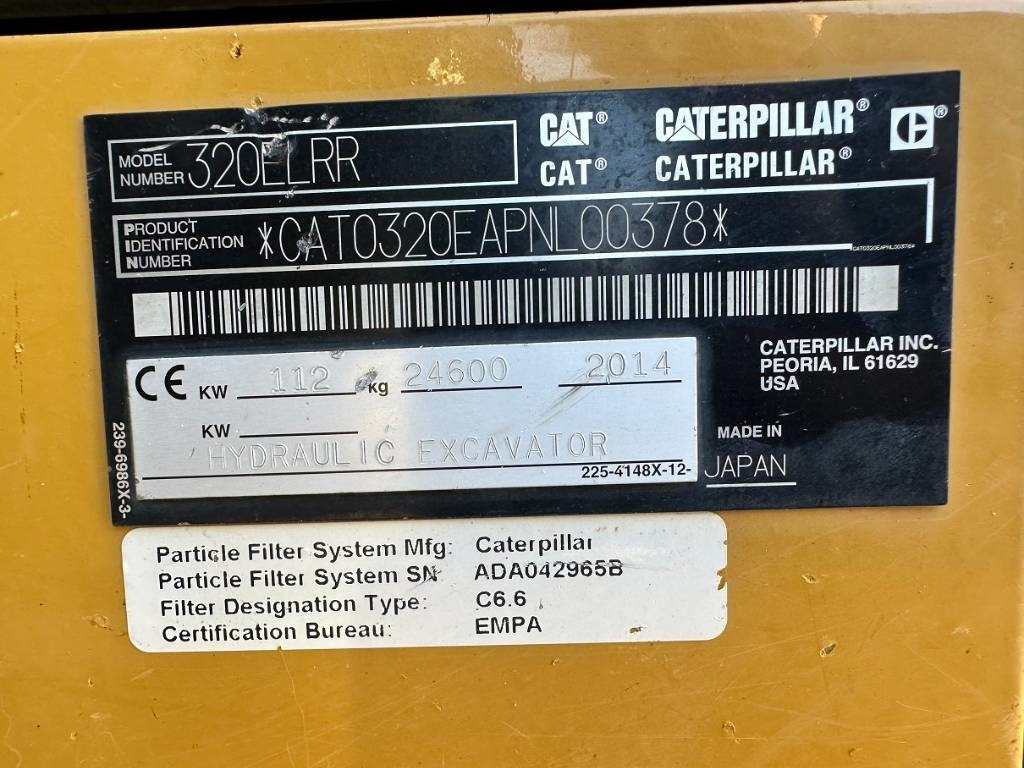 MODEL NUMBER 320ELRR
CAT® CATERPILLAR® C®
CAT® CATERPILLAR®
PRODUCT
IDENTIFICATION
NUMBER
*CAT0320EAPNL00378*
*CAT0320EAPNL00378*
CE KW 112 kg 24600 2014
KW
HYDRAULIC EXCAVATOR
225-4148X-12-
239-6986X-3-
CATERPILLAR INC.
PEORIA, IL 61629
USA
MADE IN
JAPAN
Particle Filter System Mfg: Caterpillar
Particle Filter System SN ADA042965B
Filter Designation Type: C6.6
Certification Bureau: EMPA